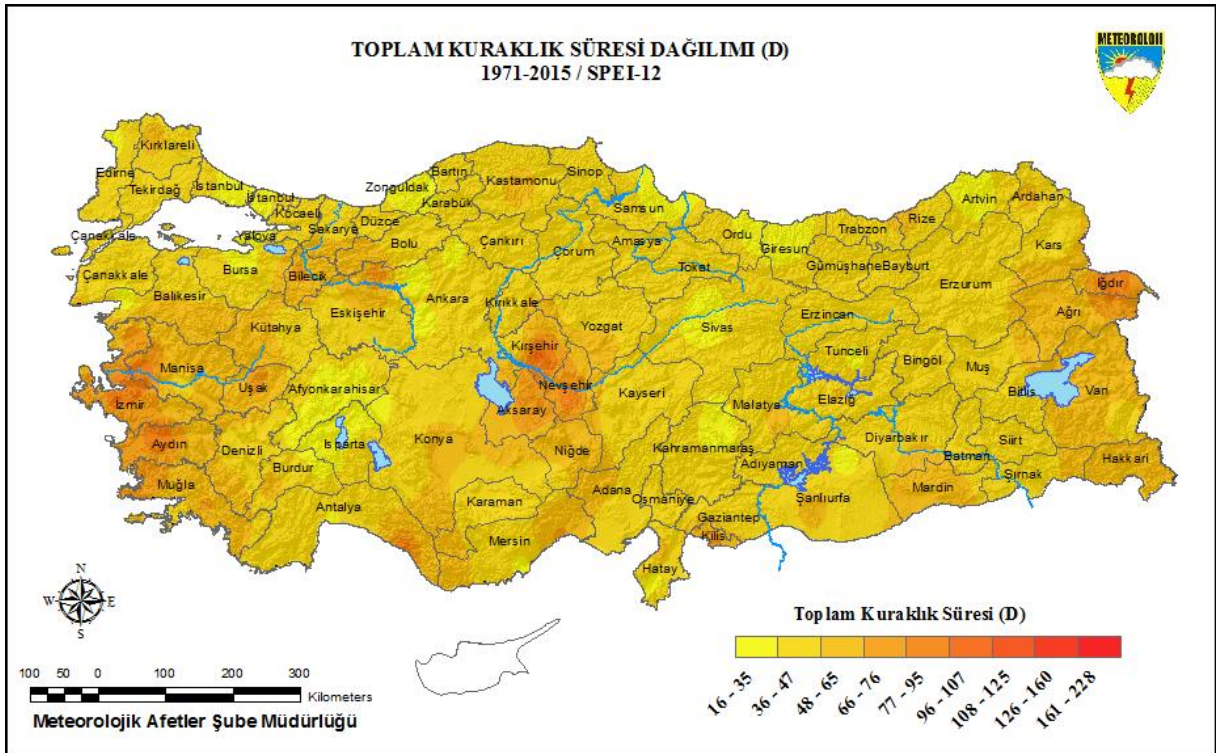 TOPLAM KURAKLIK SÜRESİ DAĞILIMI (D)
1971-2015 / SPEI-12
METEOROLOJI
Kırklareli
Edirne
Tekirdağ
İstanbul
İstanbul
Kocaeli
Yalova
Sakarya
Düzce
Zonguldak
Bartın
Karabük
Kastamonu
Sinop
Samsun
Ordu
Giresun
Trabzon
Rize
Artvin
Ardahan
Kars
Çanakkale
Çanakkale
Balıkesir
Bursa
Bilecik
Bolu
Çankırı
Çorum
Amasya
Tokat
Gümüşhane
Bayburt
Erzurum
Iğdır
Ağrı
Kütahya
Eskişehir
Ankara
Kırıkkale
Yozgat
Sivas
Erzincan
Tunceli
Bingöl
Muş
Bitlis
Van
Manisa
Uşak
Afyonkarahisar
Kırşehir
Nevşehir
Aksaray
Kayseri
Malatya
Elazığ
İzmir
Aydın
Denizli
Isparta
Burdur
Konya
Niğde
Kahramanmaraş
Adıyaman
Diyarbakır
Batman
Siirt
Şırnak
Hakkari
Muğla
Antalya
Karaman
Mersin
Adana
Osmaniye
Gaziantep
Kilis
Şanlıurfa
Mardin
Hatay
N
W
E
S
100 50 0 100 200 300
Kilometers
Meteorolojik Afetler Şube Müdürlüğü
Toplam Kuraklık Süresi (D)
16 - 35
36 - 47
48 - 65
66 - 76
77 - 95
96 - 107
108 - 125
126 - 160
161 - 228